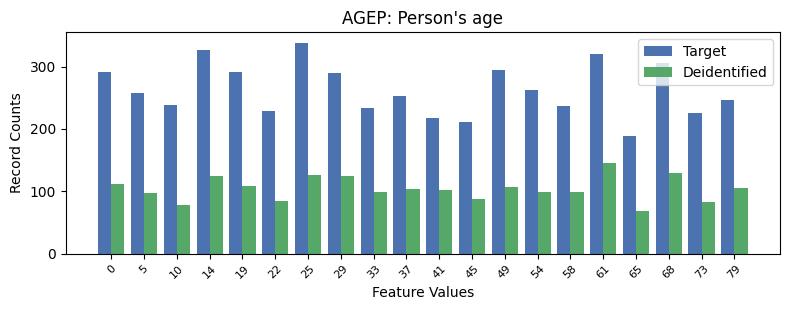 AGEP: Person's age
Target
Deidentified
Record Counts
300
200
100
0
0 5 10 14 19 22 25 29 33 37 41 45 49 54 58 61 65 68 73 79
Feature Values